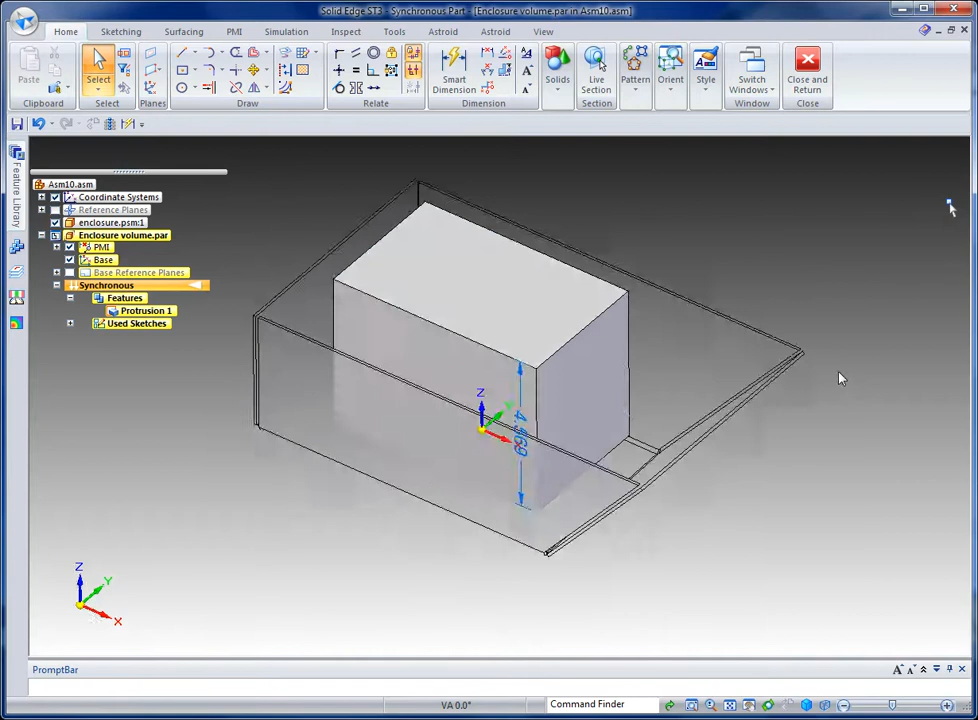 Solid Edge ST3 - Synchronous Part - [Enclosure volume.par in Asm10.asm]
Home Sketching Surfacing PMI Simulation Inspect Tools Astroid Astroid View
Paste
Select
Planes
Smart Dimension
Solids
Live Section
Pattern
Orient
Style
Switch Windows
Close and Return
Clipboard Select Planes Draw Relate Dimension Section Window Close
Feature Library
Asm10.asm
Coordinate Systems
Reference Planes
enclosure.psm:1
Enclosure volume.par
PMI
Base
Base Reference Planes
Synchronous
Features
Protrusion 1
Used Sketches
Z
Z
Y
X
PromptBar
VA 0.0°
Command Finder